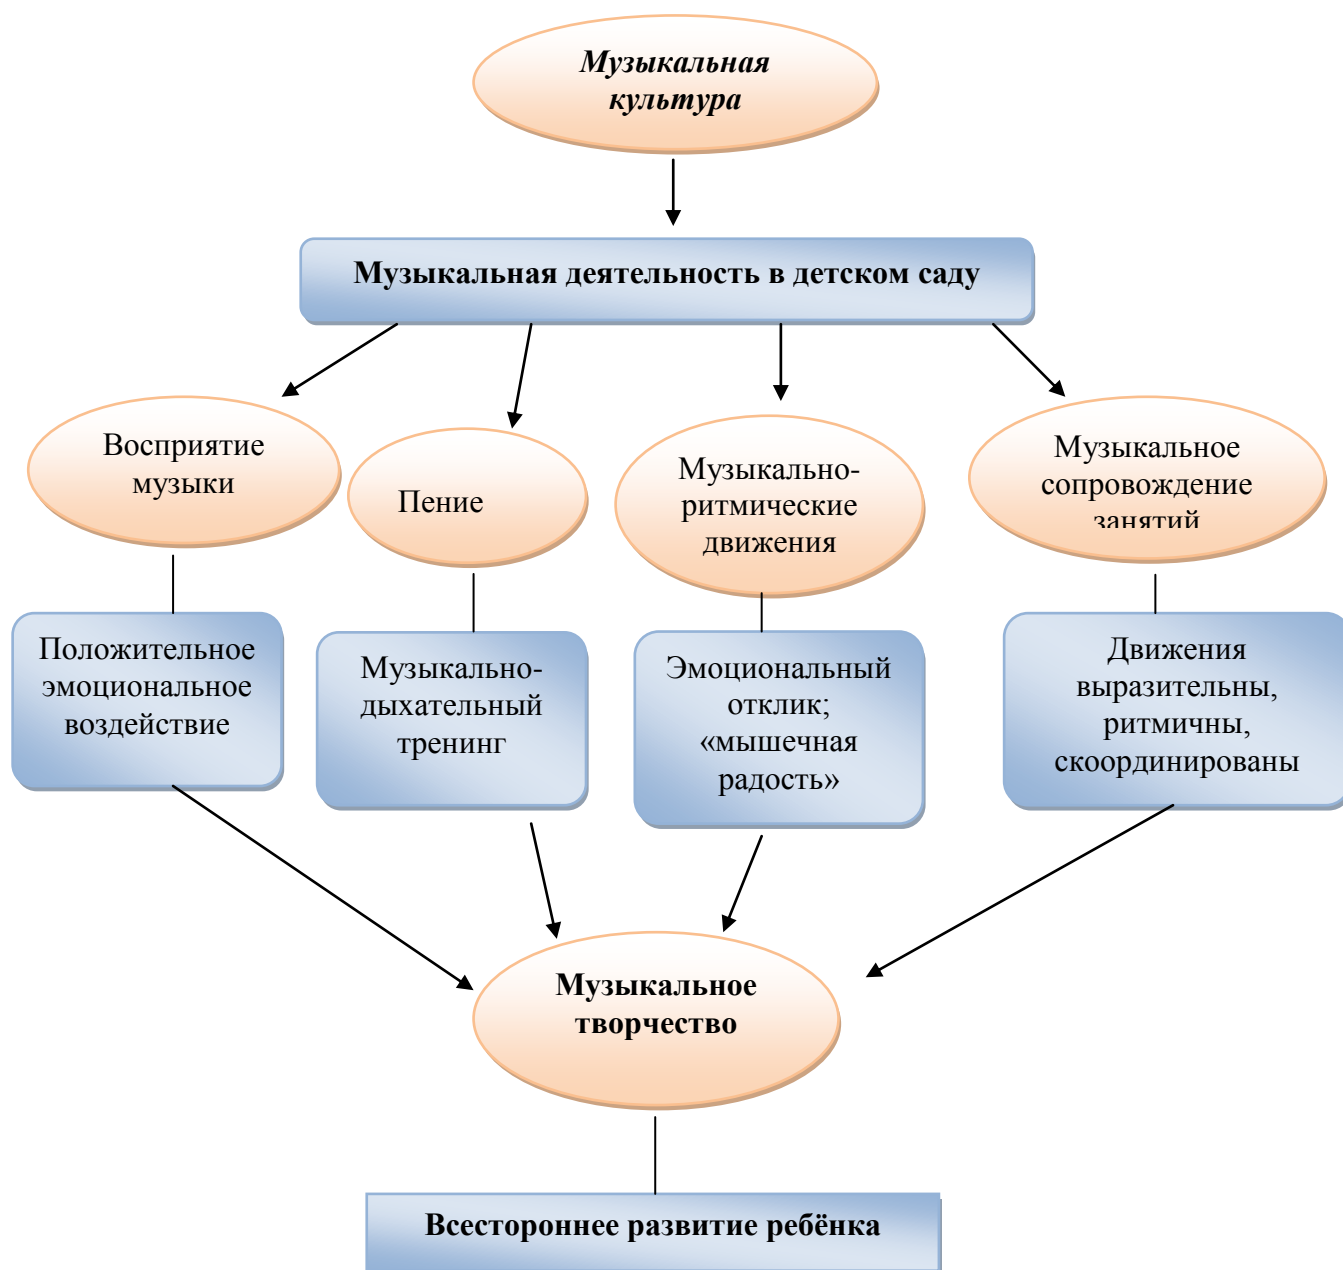 Музыкальная
культура
Музыкальная деятельность в детском саду
Восприятие
музыки
Пение
Музыкально-
ритмические
движения
Музыкальное
сопровождение
занятий
Положительное
эмоциональное
воздействие
Музыкально-
дыхательный
тренинг
Эмоциональный
отклик;
«мышечная
радость»
Движения
выразительны,
ритмичны,
скоординированы
Музыкальное
творчество
Всестороннее развитие ребёнка